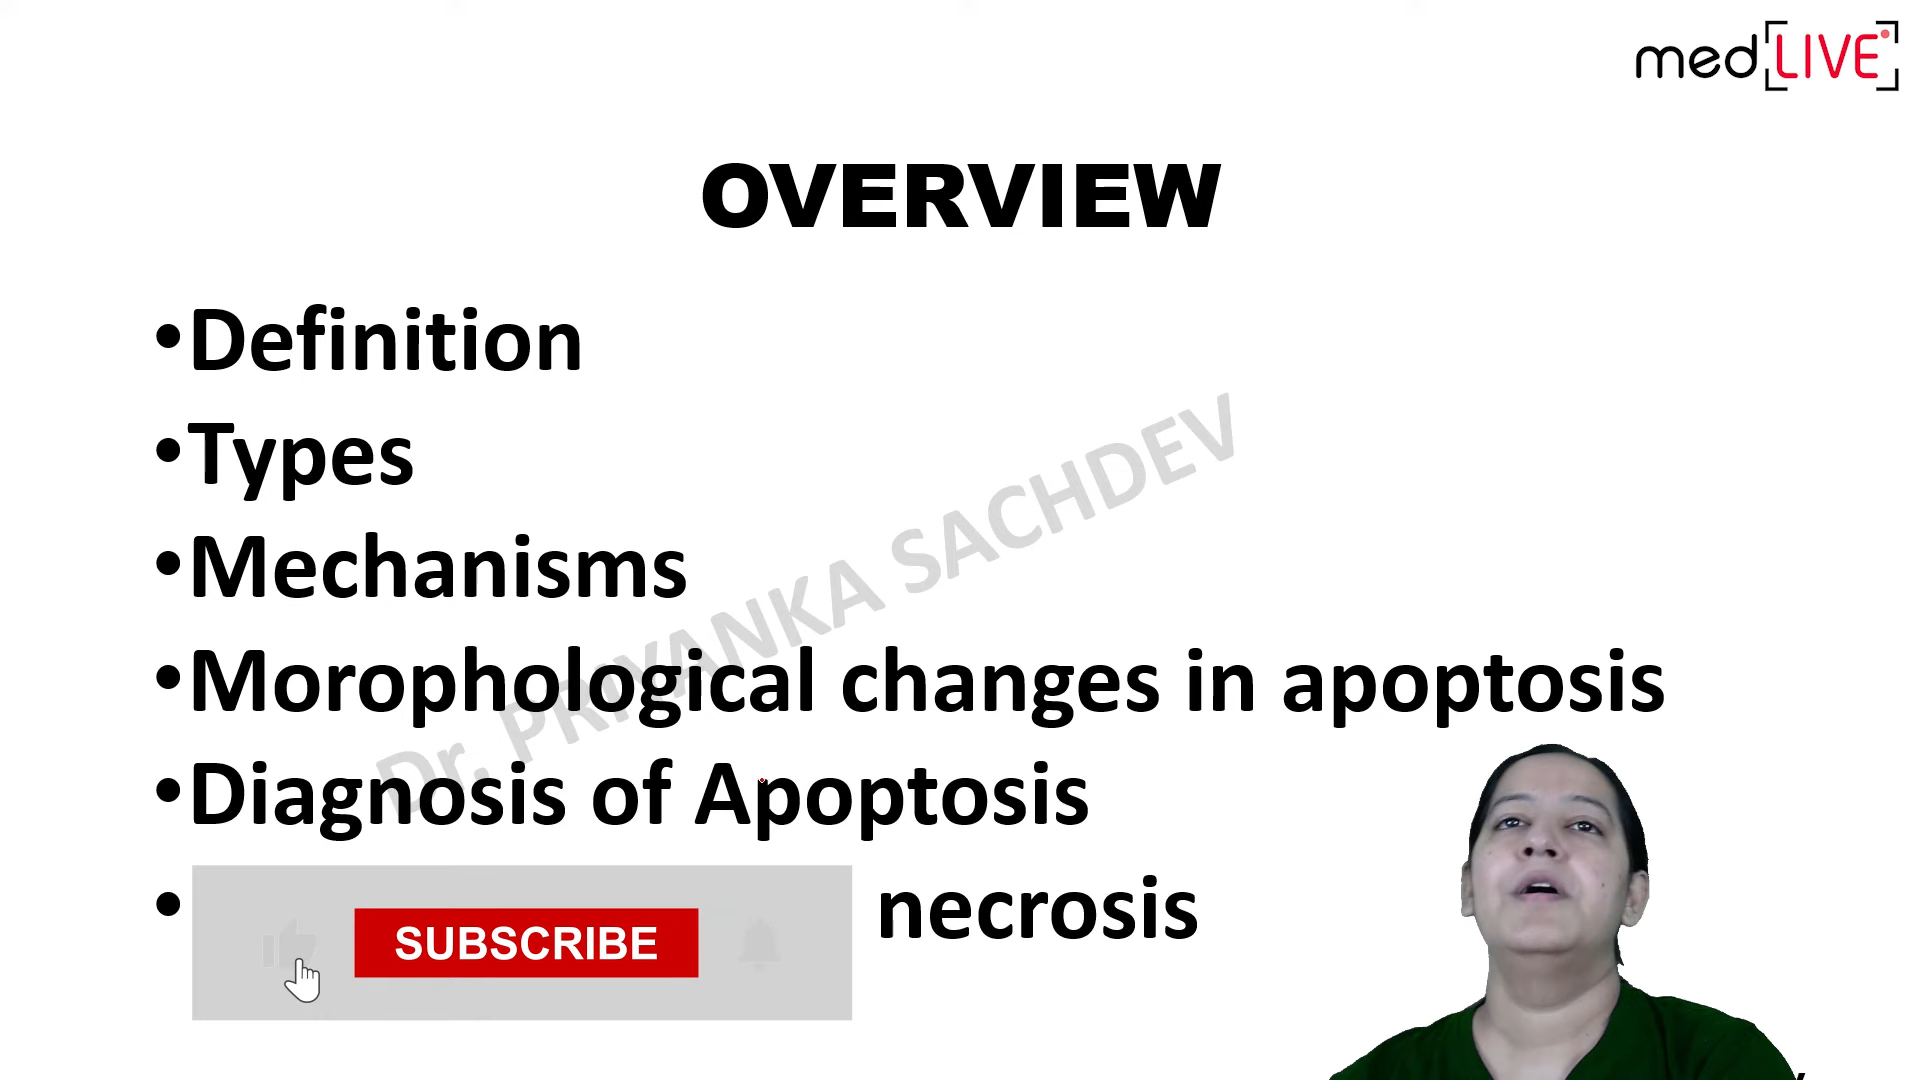 med[LIVE]
OVERVIEW
•Definition
•Types
•Mechanisms
•Morophological changes in apoptosis
•Diagnosis of Apoptosis
• necrosis
SUBSCRIBE
Dr. PRIYANKA SACHDEV